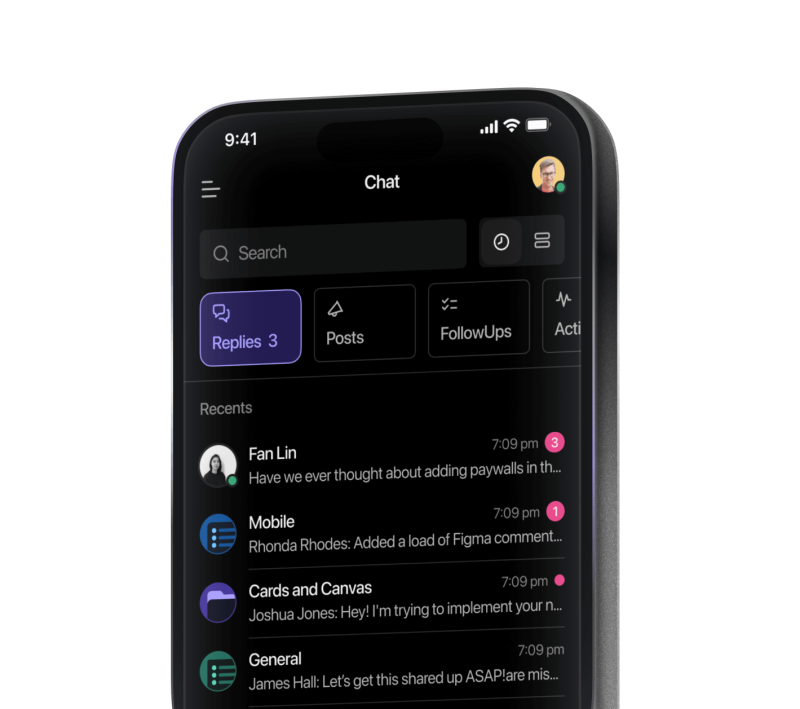 9:41
Chat
Search
Replies 3
Posts
FollowUps
Acti
Recents
Fan Lin 7:09 pm 3
Have we ever thought about adding paywalls in th...
Mobile 7:09 pm 1
Rhonda Rhodes: Added a load of Figma comment...
Cards and Canvas 7:09 pm
Joshua Jones: Hey! I'm trying to implement your n...
General 7:09 pm
James Hall: Let's get this shared up ASAP!are mis...